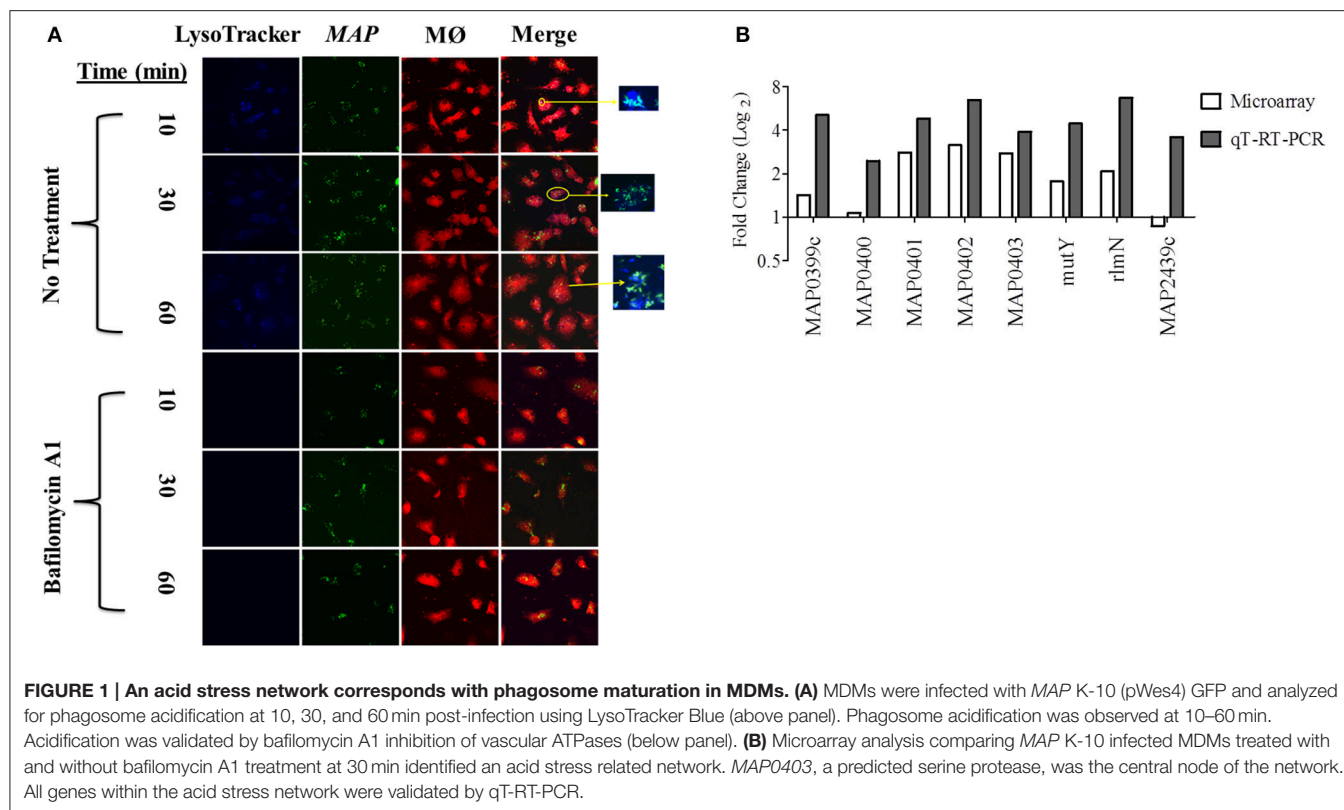 A
LysoTracker MAP MØ Merge
Time (min)
No Treatment
10
30
60
Bafilomycin A1
10
30
60
B
Fold Change (Log 2)
8
4
2
1
0.5
Microarray
qT-RT-PCR
MAP0399c
MAP0400
MAP0401
MAP0402
MAP0403
mutY
rlmN
MAP2439c
FIGURE 1 | An acid stress network corresponds with phagosome maturation in MDMs. (A) MDMs were infected with MAP K-10 (pWes4) GFP and analyzed
for phagosome acidification at 10, 30, and 60 min post-infection using LysoTracker Blue (above panel). Phagosome acidification was observed at 10–60 min.
Acidification was validated by bafilomycin A1 inhibition of vascular ATPases (below panel). (B) Microarray analysis comparing MAP K-10 infected MDMs treated with
and without bafilomycin A1 treatment at 30 min identified an acid stress related network. MAP0403, a predicted serine protease, was the central node of the network.
All genes within the acid stress network were validated by qT-RT-PCR.